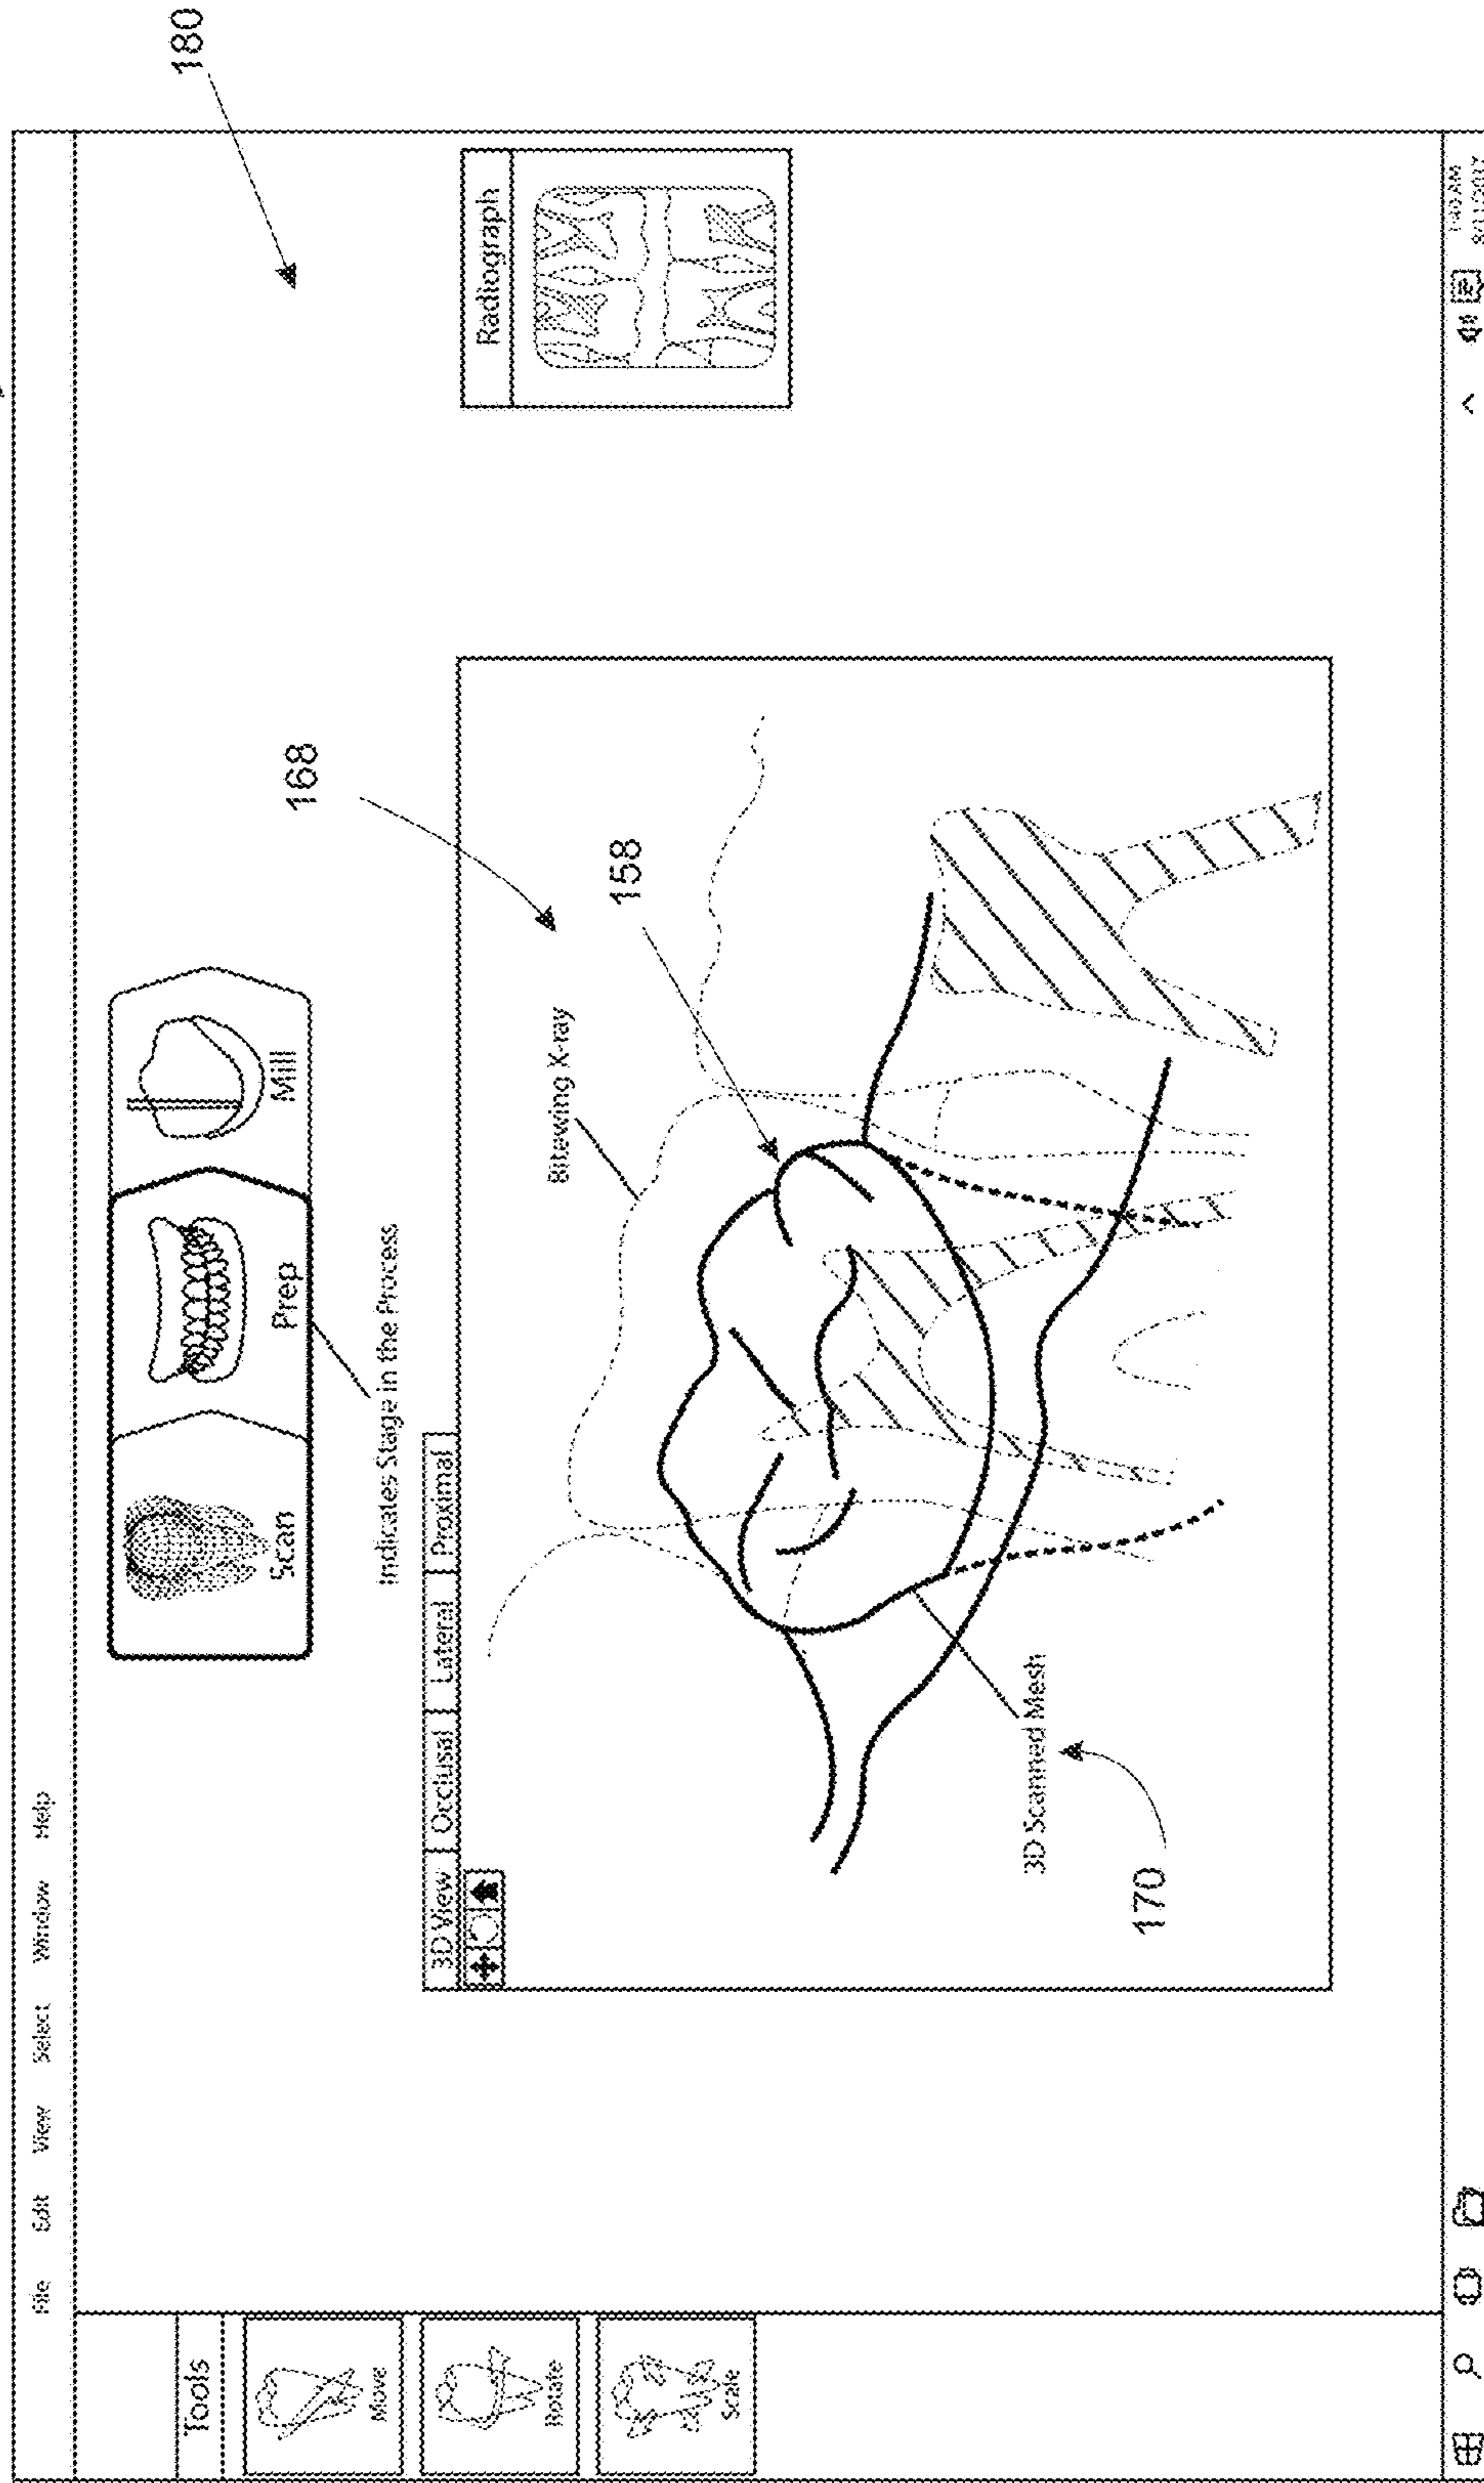 File Edit View Select Window Help
180
Tools
Move
Rotate
Scale
Scan
Prep
Mill
Indicates Stage in the Process
168
3D View Occlusal Lateral Proximal
Bitewing X-ray
158
3D Scanned Mesh
170
Radiograph